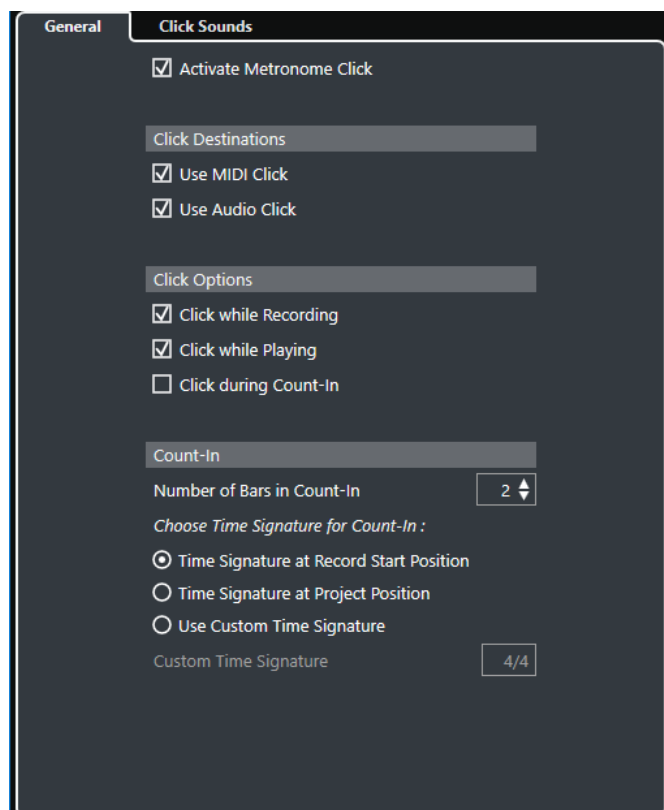 General
Click Sounds
Activate Metronome Click
Click Destinations
Use MIDI Click
Use Audio Click
Click Options
Click while Recording
Click while Playing
Click during Count-In
Count-In
Number of Bars in Count-In 2
Choose Time Signature for Count-In :
Time Signature at Record Start Position
Time Signature at Project Position
Use Custom Time Signature
Custom Time Signature 4/4